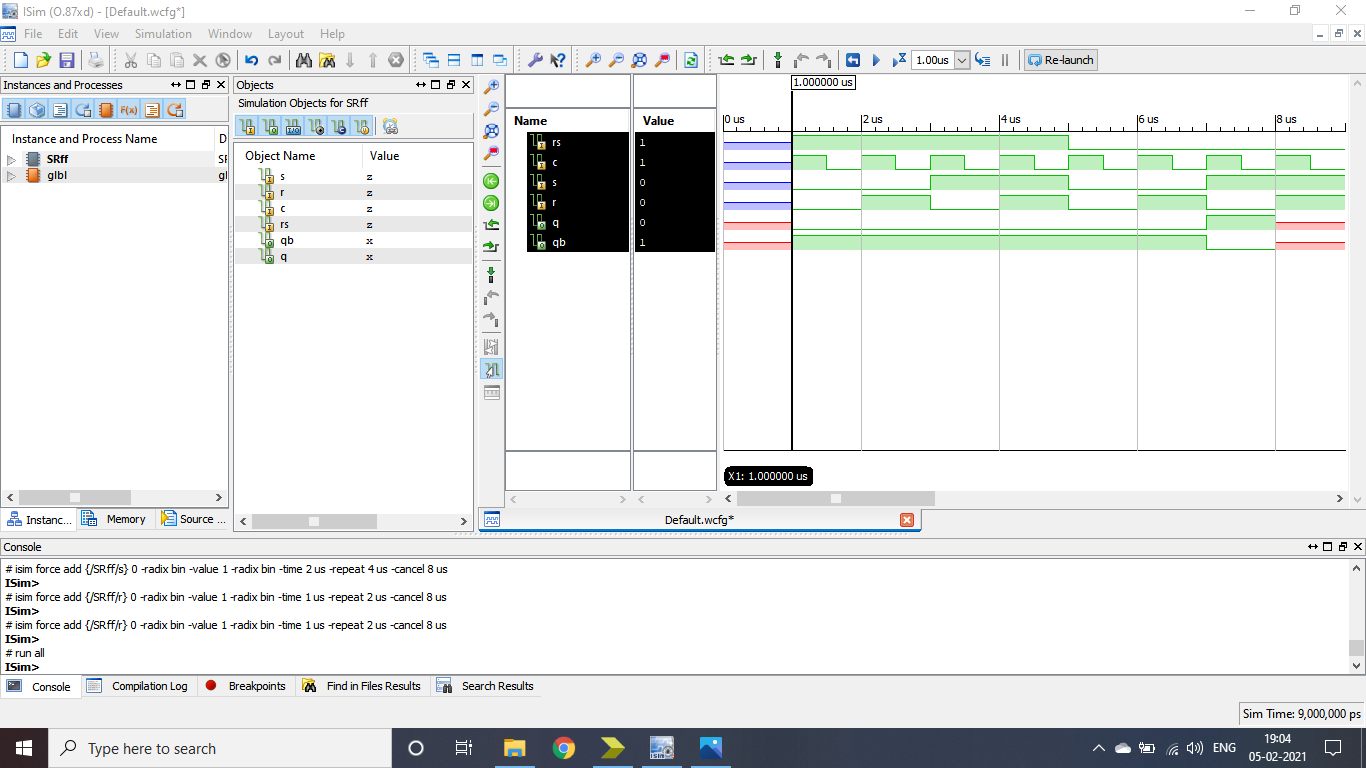 ISim (O.87xd) - [Default.wcfg*]
File Edit View Simulation Window Layout Help
1.00us Re-launch
Instances and Processes
Objects
Simulation Objects for SRff
Instance and Process Name D
SRff SF
glbl gl
Object Name Value
s z
r z
c z
rs z
qb x
q x
Name Value
rs 1
c 1
s 0
r 0
q 0
qb 1
1.000000 us
0 us 2 us 4 us 6 us 8 us
X1: 1.000000 us
Instanc... Memory Source ...
Default.wcfg*
Console
# isim force add {/SRff/s} 0 -radix bin -value 1 -radix bin -time 2 us -repeat 4 us -cancel 8 us
ISim>
# isim force add {/SRff/r} 0 -radix bin -value 1 -radix bin -time 1 us -repeat 2 us -cancel 8 us
ISim>
# isim force add {/SRff/r} 0 -radix bin -value 1 -radix bin -time 1 us -repeat 2 us -cancel 8 us
ISim>
# run all
ISim>
Console Compilation Log Breakpoints Find in Files Results Search Results
Sim Time: 9,000,000 ps
Type here to search
ENG
19:04
05-02-2021